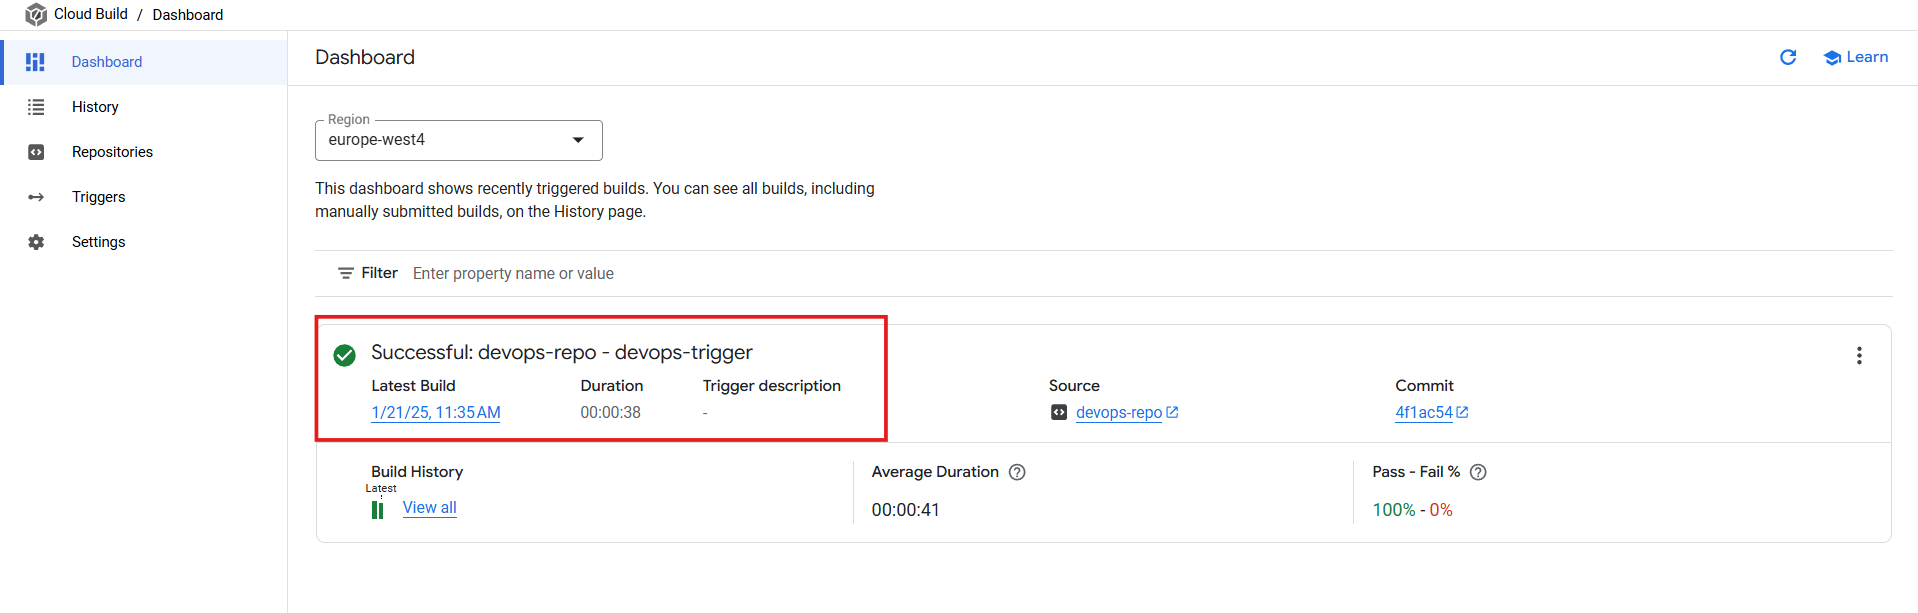 Cloud Build / Dashboard
Dashboard
History
Repositories
Triggers
Settings
Dashboard
Learn
Region
europe-west4
This dashboard shows recently triggered builds. You can see all builds, including
manually submitted builds, on the History page.
Filter Enter property name or value
Successful: devops-repo - devops-trigger
Latest Build Duration Trigger description Source Commit
1/21/25, 11:35 AM 00:00:38 - devops-repo 4f1ac54
Build History Average Duration Pass - Fail %
Latest
View all 00:00:41 100% - 0%